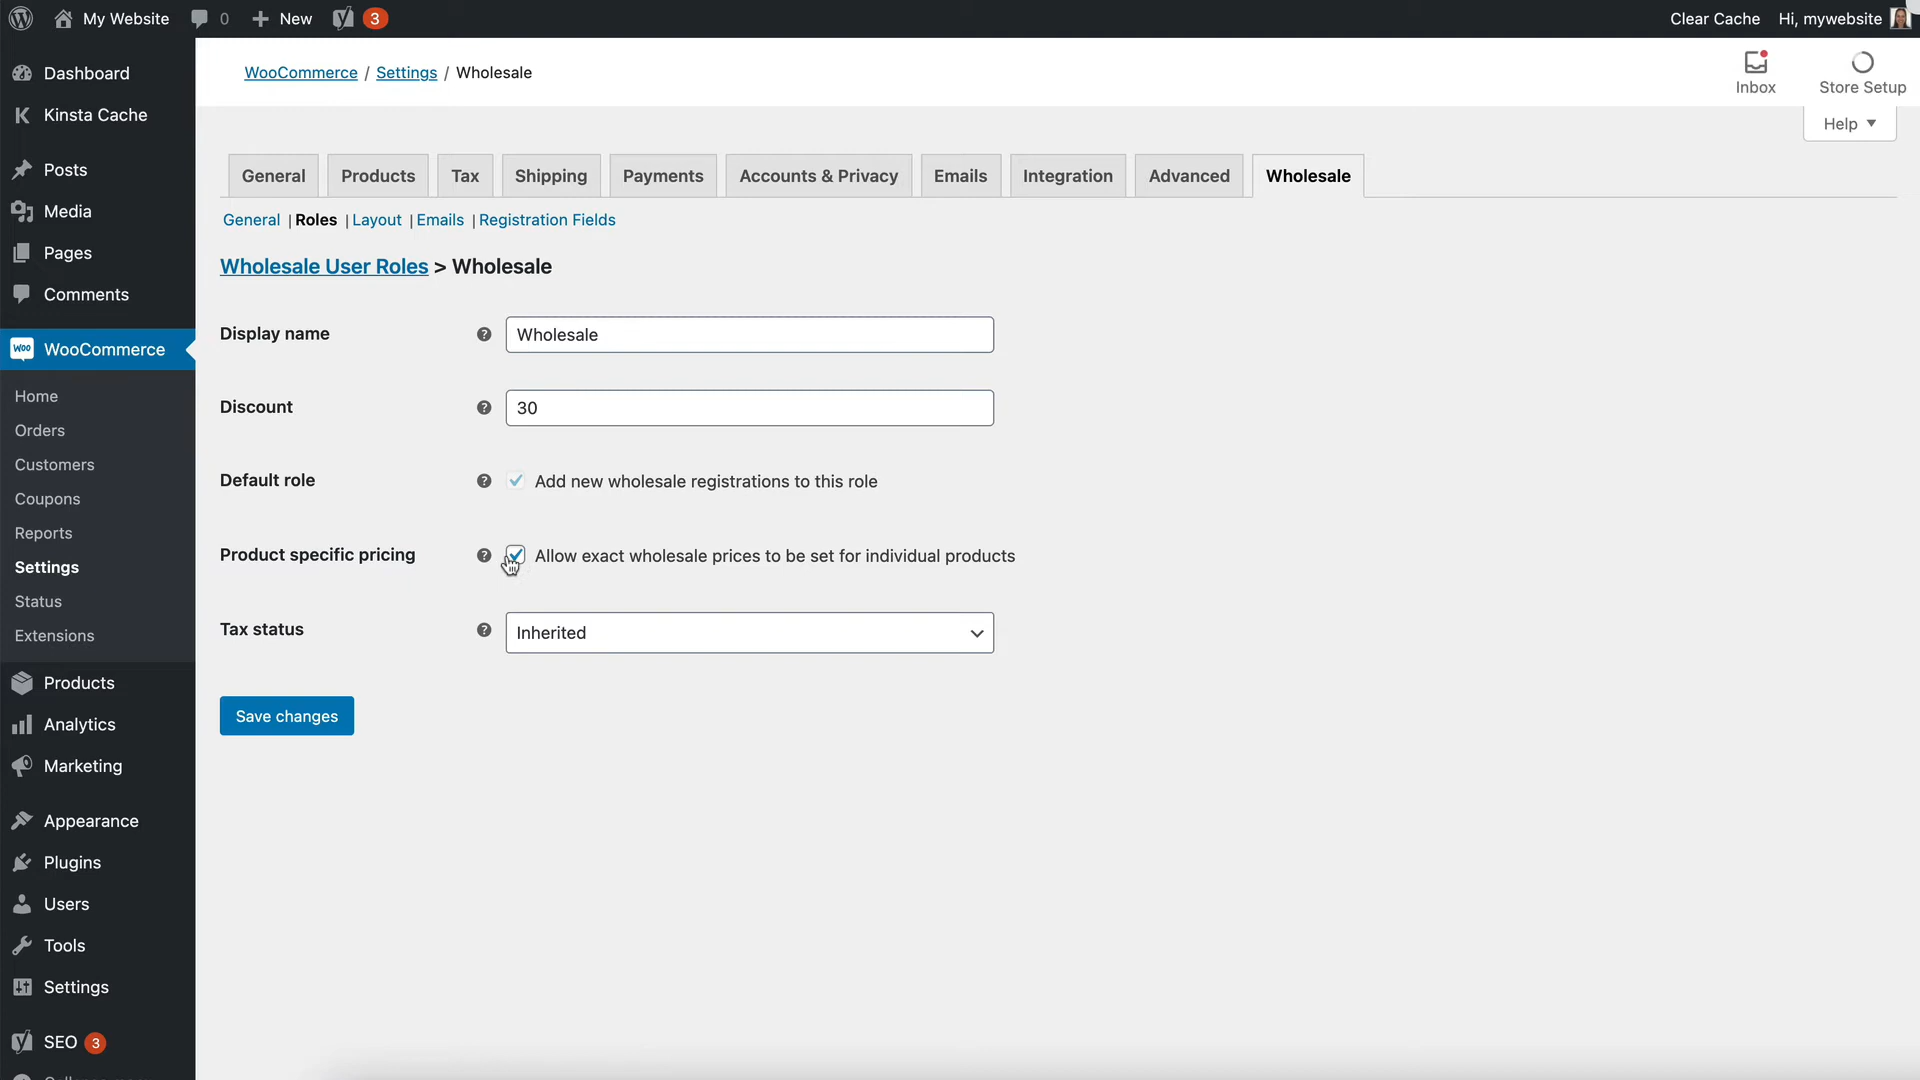 My Website 0 New 3 Clear Cache Hi, mywebsite
Dashboard
Kinsta Cache
Posts
Media
Pages
Comments
WOO WooCommerce
Home
Orders
Customers
Coupons
Reports
Settings
Status
Extensions
Products
Analytics
Marketing
Appearance
Plugins
Users
Tools
Settings
SEO 3
WooCommerce / Settings / Wholesale
Inbox
Store Setup
Help
General Products Tax Shipping Payments Accounts & Privacy Emails Integration Advanced Wholesale
General | Roles | Layout | Emails | Registration Fields
Wholesale User Roles > Wholesale
Display name ? Wholesale
Discount ? 30
Default role ? Add new wholesale registrations to this role
Product specific pricing ? Allow exact wholesale prices to be set for individual products
Tax status ? Inherited
Save changes